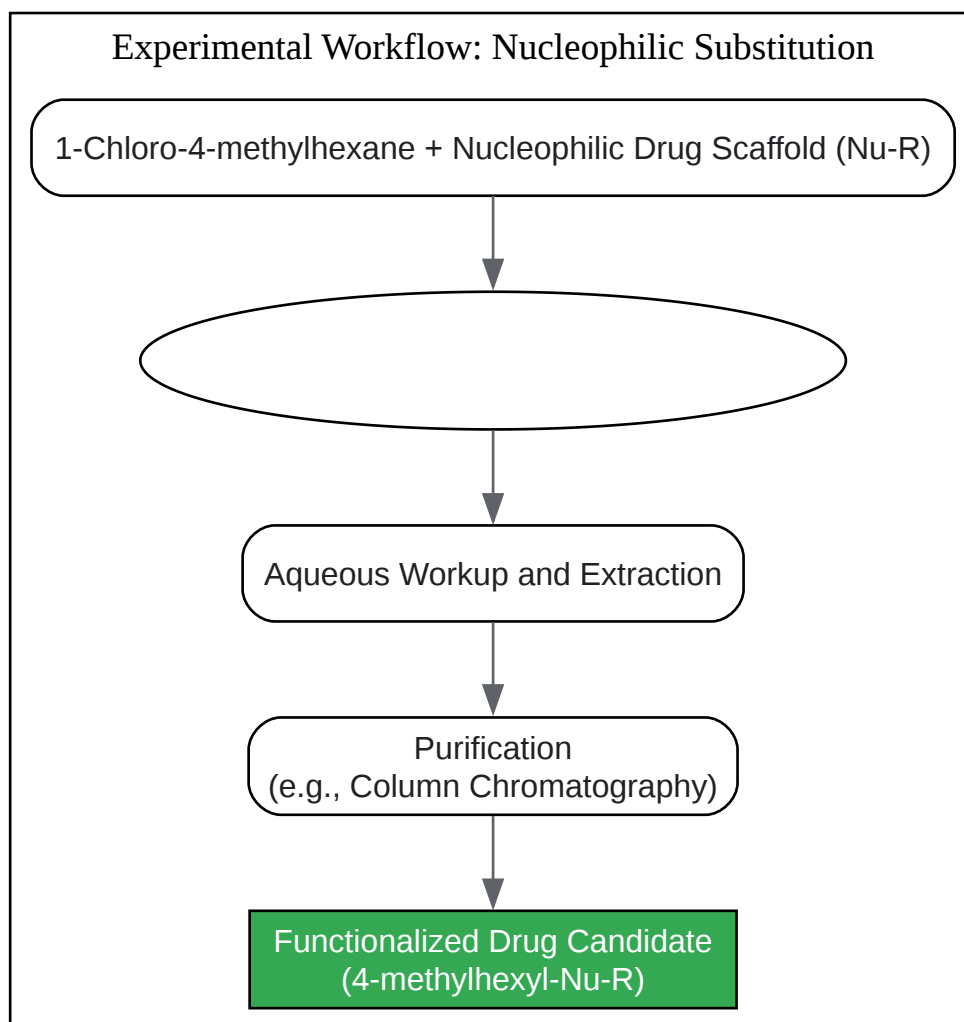 Experimental Workflow: Nucleophilic Substitution
1-Chloro-4-methylhexane + Nucleophilic Drug Scaffold (Nu-R)
Aqueous Workup and Extraction
Purification
(e.g., Column Chromatography)
Functionalized Drug Candidate
(4-methylhexyl-Nu-R)